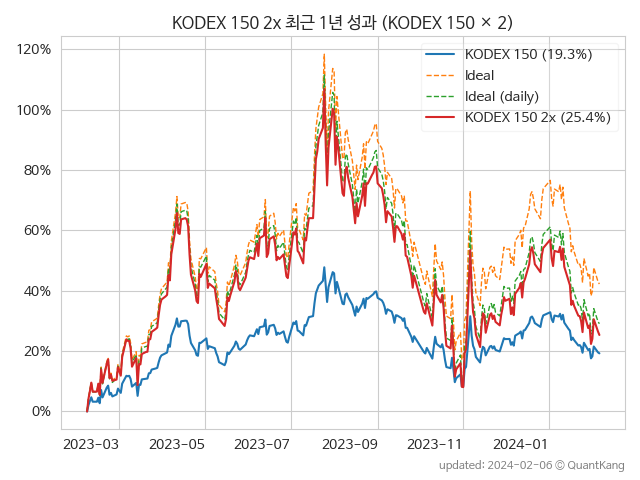 KODEX 150 2x 최근 1년 성과 (KODEX 150 × 2)
120%
100%
80%
60%
40%
20%
0%
KODEX 150 (19.3%)
Ideal
Ideal (daily)
KODEX 150 2x (25.4%)
2023-03
2023-05
2023-07
2023-09
2023-11
2024-01
updated: 2024-02-06 ⓒ QuantKang